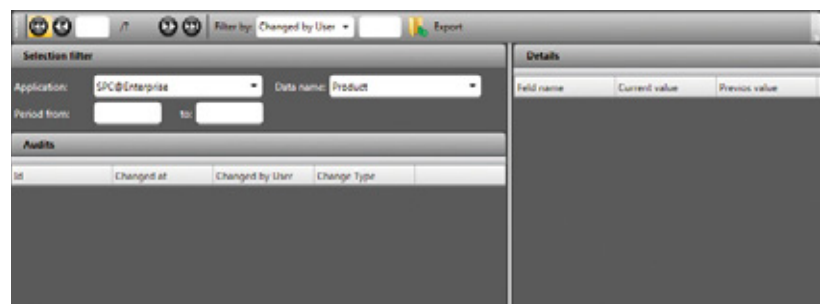 /? Filter by: Changed by User Export
Selection filter
Application: SPC@Enterprise Data name: Product
Period from: to:
Audits
Id Changed at Changed by User Change Type
Details
Feld name Current value Previos value